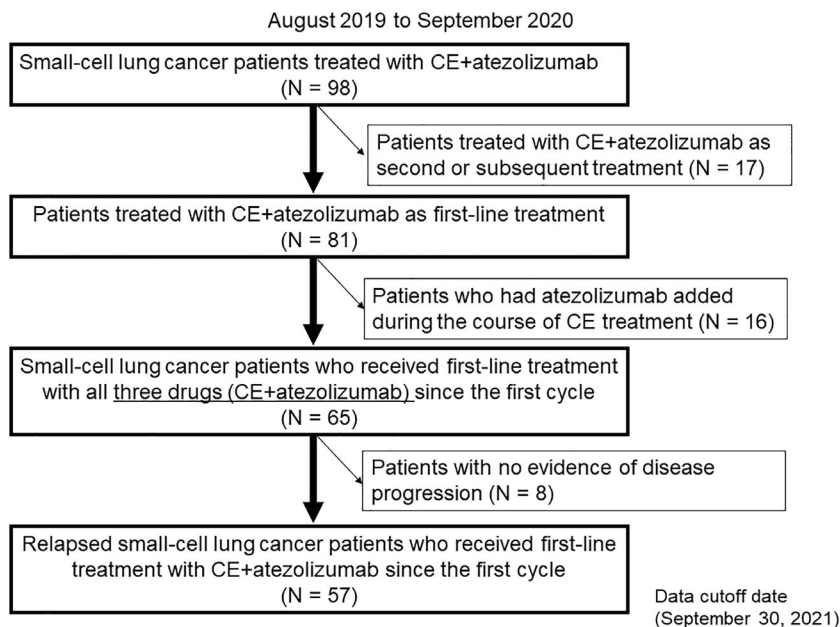 August 2019 to September 2020
Small-cell lung cancer patients treated with CE+atezolizumab
(N = 98)
Patients treated with CE+atezolizumab as
second or subsequent treatment (N = 17)
Patients treated with CE+atezolizumab as first-line treatment
(N = 81)
Patients who had atezolizumab added
during the course of CE treatment (N = 16)
Small-cell lung cancer patients who received first-line treatment
with all three drugs (CE+atezolizumab) since the first cycle
(N = 65)
Patients with no evidence of disease
progression (N = 8)
Relapsed small-cell lung cancer patients who received first-line
treatment with CE+atezolizumab since the first cycle
(N = 57)
Data cutoff date
(September 30, 2021)